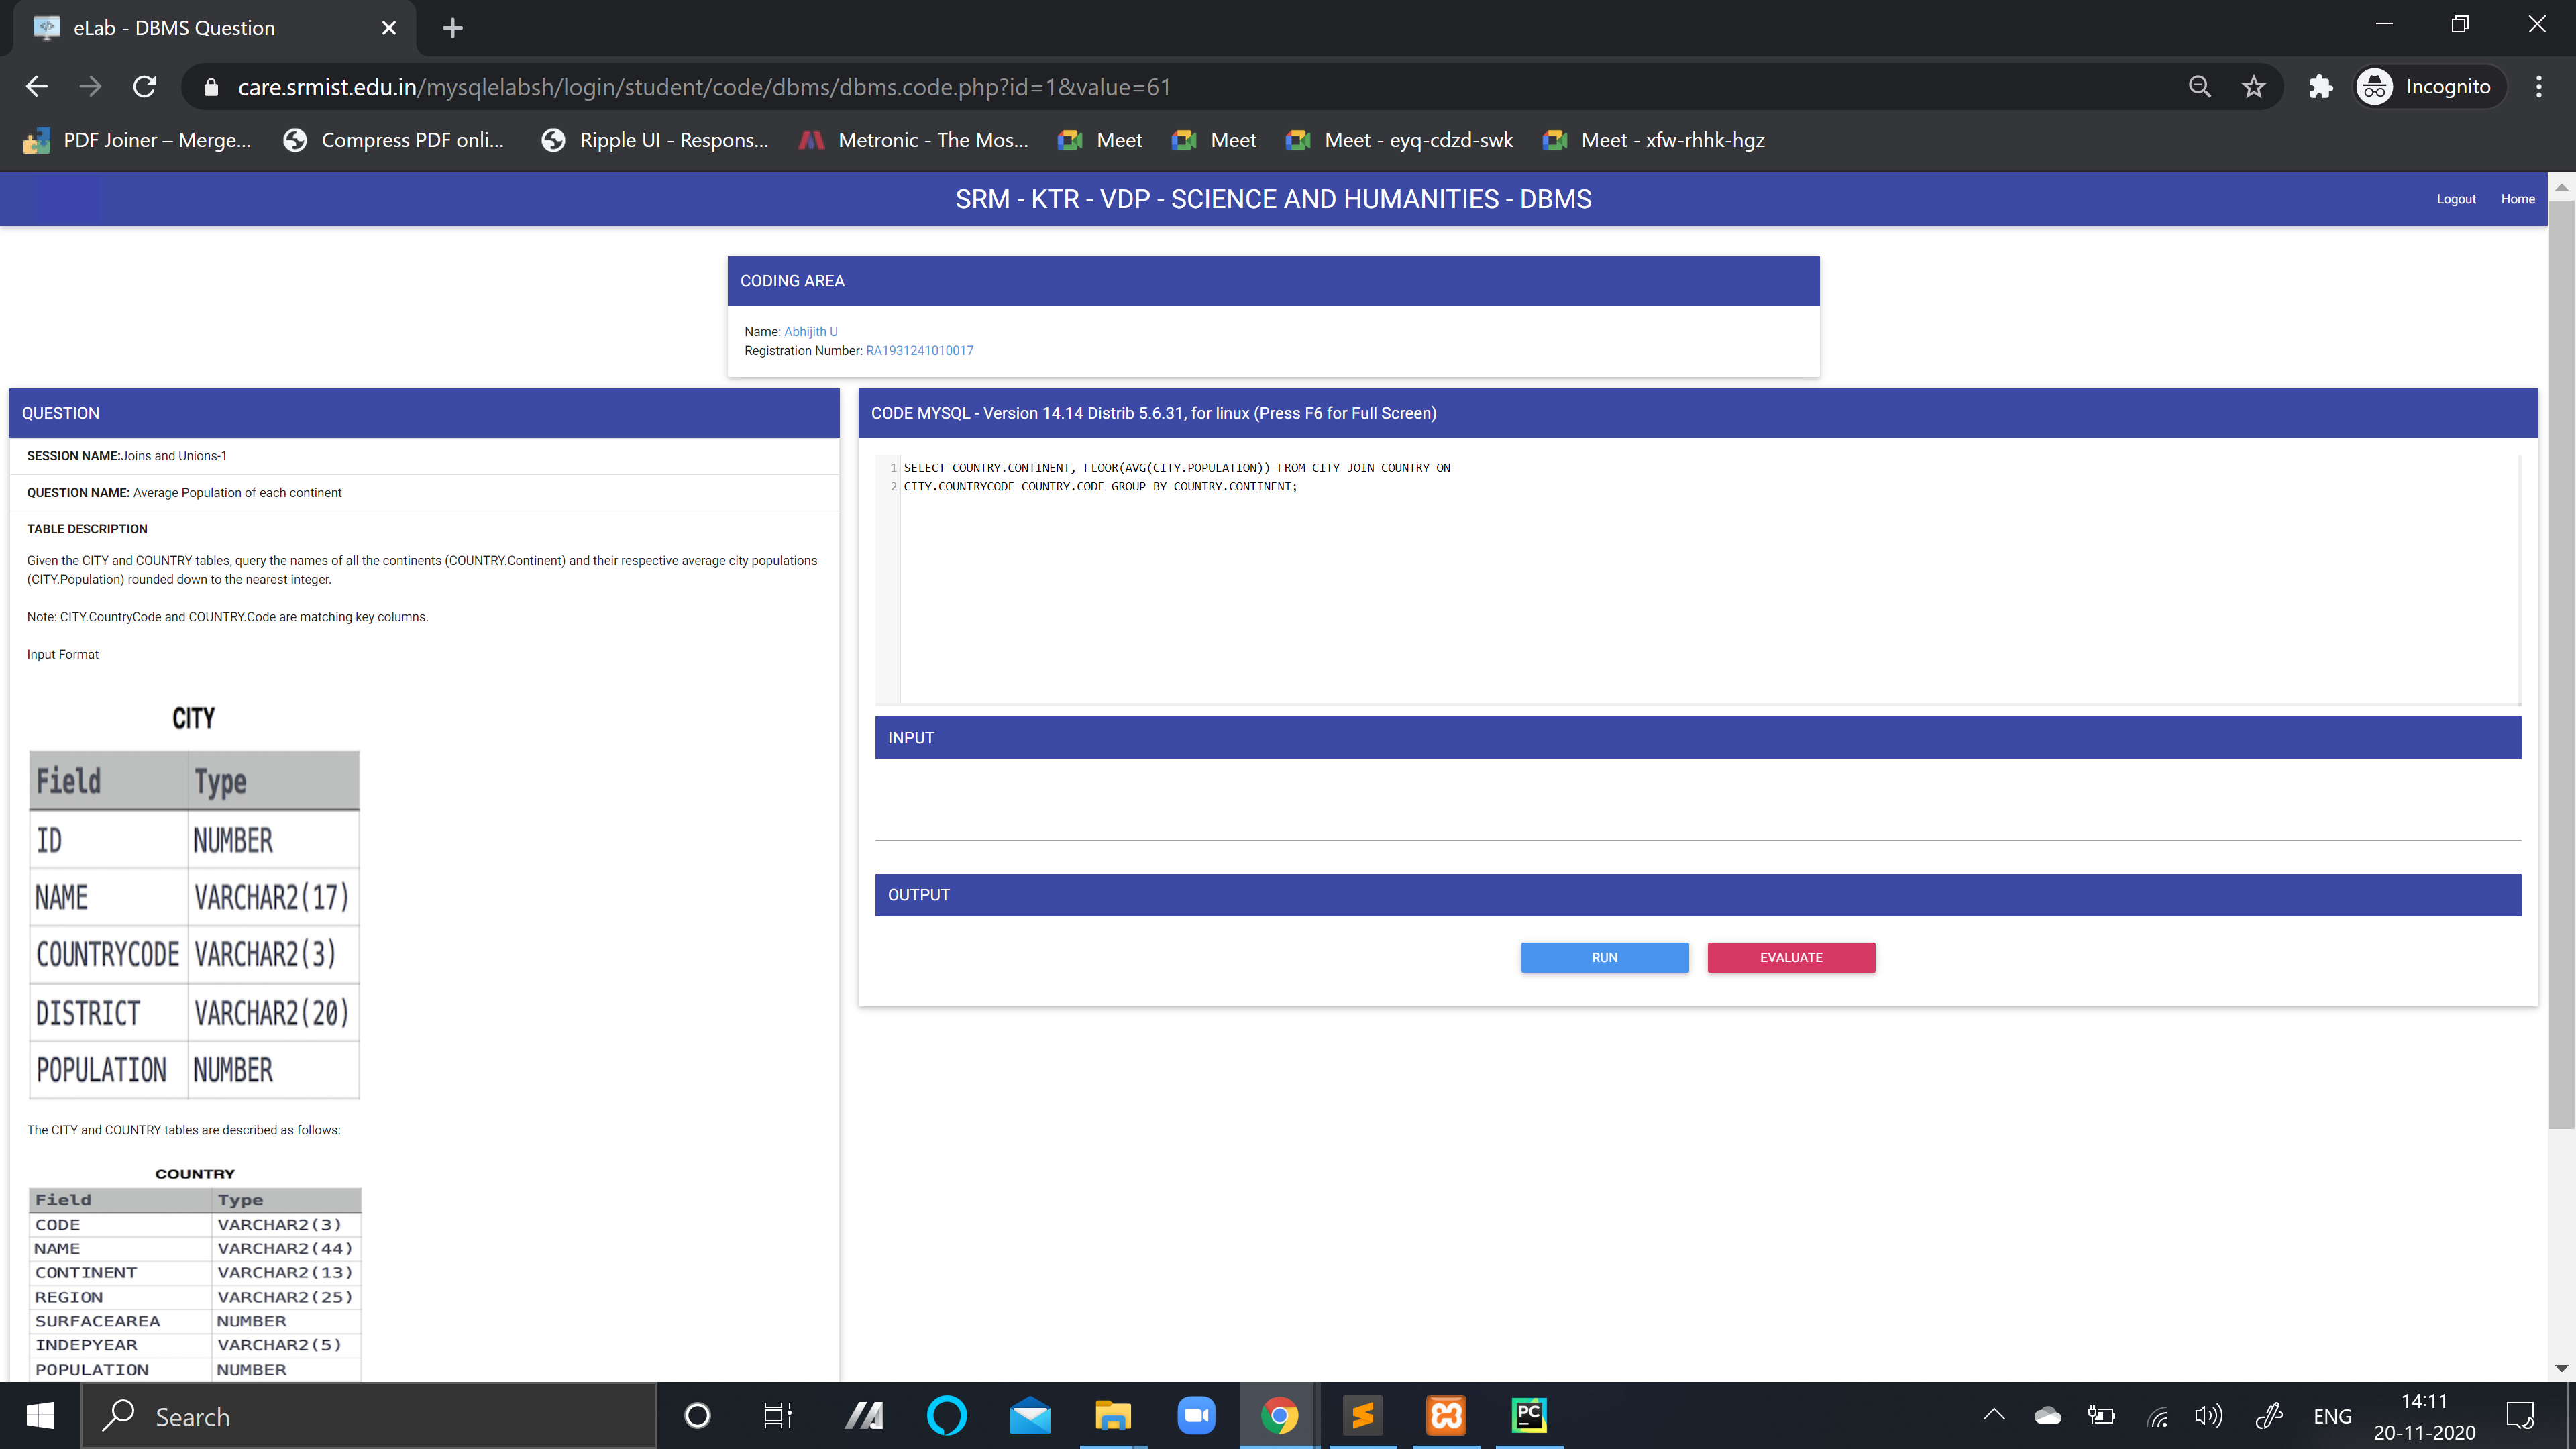 eLab - DBMS Question
care.srmist.edu.in/mysqlelabsh/login/student/code/dbms/dbms.code.php?id=1&value=61
Incognito
PDF Joiner – Merge...
Compress PDF onli...
Ripple UI - Respons...
Metronic - The Mos...
Meet
Meet
Meet - eyq-cdzd-swk
Meet - xfw-rhhk-hgz
SRM - KTR - VDP - SCIENCE AND HUMANITIES - DBMS
Logout
Home
CODING AREA
Name: Abhijith U
Registration Number: RA1931241010017
QUESTION
SESSION NAME:Joins and Unions-1
QUESTION NAME: Average Population of each continent
TABLE DESCRIPTION
Given the CITY and COUNTRY tables, query the names of all the continents (COUNTRY.Continent) and their respective average city populations
(CITY.Population) rounded down to the nearest integer.
Note: CITY.CountryCode and COUNTRY.Code are matching key columns.
Input Format
CITY
Field Type
ID NUMBER
NAME VARCHAR2(17)
COUNTRYCODE VARCHAR2(3)
DISTRICT VARCHAR2(20)
POPULATION NUMBER
The CITY and COUNTRY tables are described as follows:
COUNTRY
Field Type
CODE VARCHAR2(3)
NAME VARCHAR2(44)
CONTINENT VARCHAR2(13)
REGION VARCHAR2(25)
SURFACEAREA NUMBER
INDEPYEAR VARCHAR2(5)
POPULATION NUMBER
CODE MYSQL - Version 14.14 Distrib 5.6.31, for linux (Press F6 for Full Screen)
1 SELECT COUNTRY.CONTINENT, FLOOR(AVG(CITY.POPULATION)) FROM CITY JOIN COUNTRY ON
2 CITY.COUNTRYCODE=COUNTRY.CODE GROUP BY COUNTRY.CONTINENT;
INPUT
OUTPUT
RUN
EVALUATE
Search
PC
ENG
14:11
20-11-2020